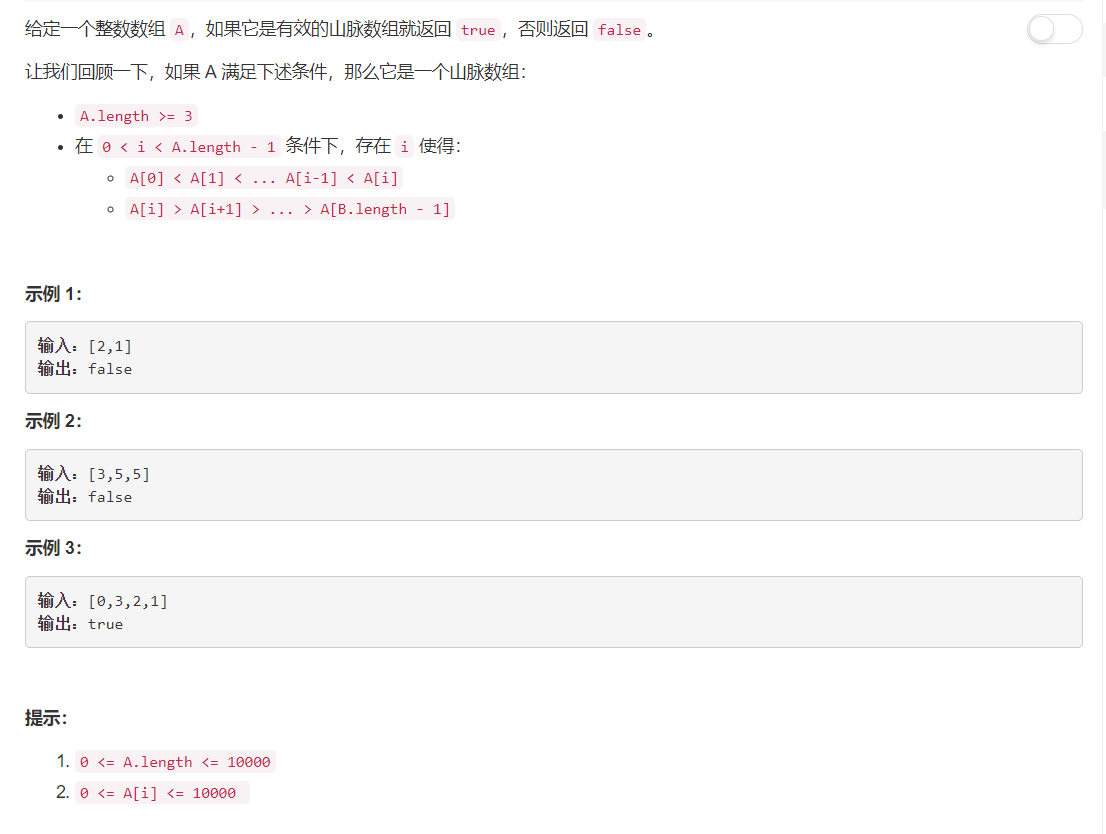 给定一个整数数组 A，如果它是有效的山脉数组就返回 true，否则返回 false。
让我们回顾一下，如果 A 满足下述条件，那么它是一个山脉数组：
A.length >= 3
在 0 < i < A.length - 1 条件下，存在 i 使得：
A[0] < A[1] < ... A[i-1] < A[i]
A[i] > A[i+1] > ... > A[B.length - 1]
示例 1：
输入：[2,1]
输出：false
示例 2：
输入：[3,5,5]
输出：false
示例 3：
输入：[0,3,2,1]
输出：true
提示：
1. 0 <= A.length <= 10000
2. 0 <= A[i] <= 10000